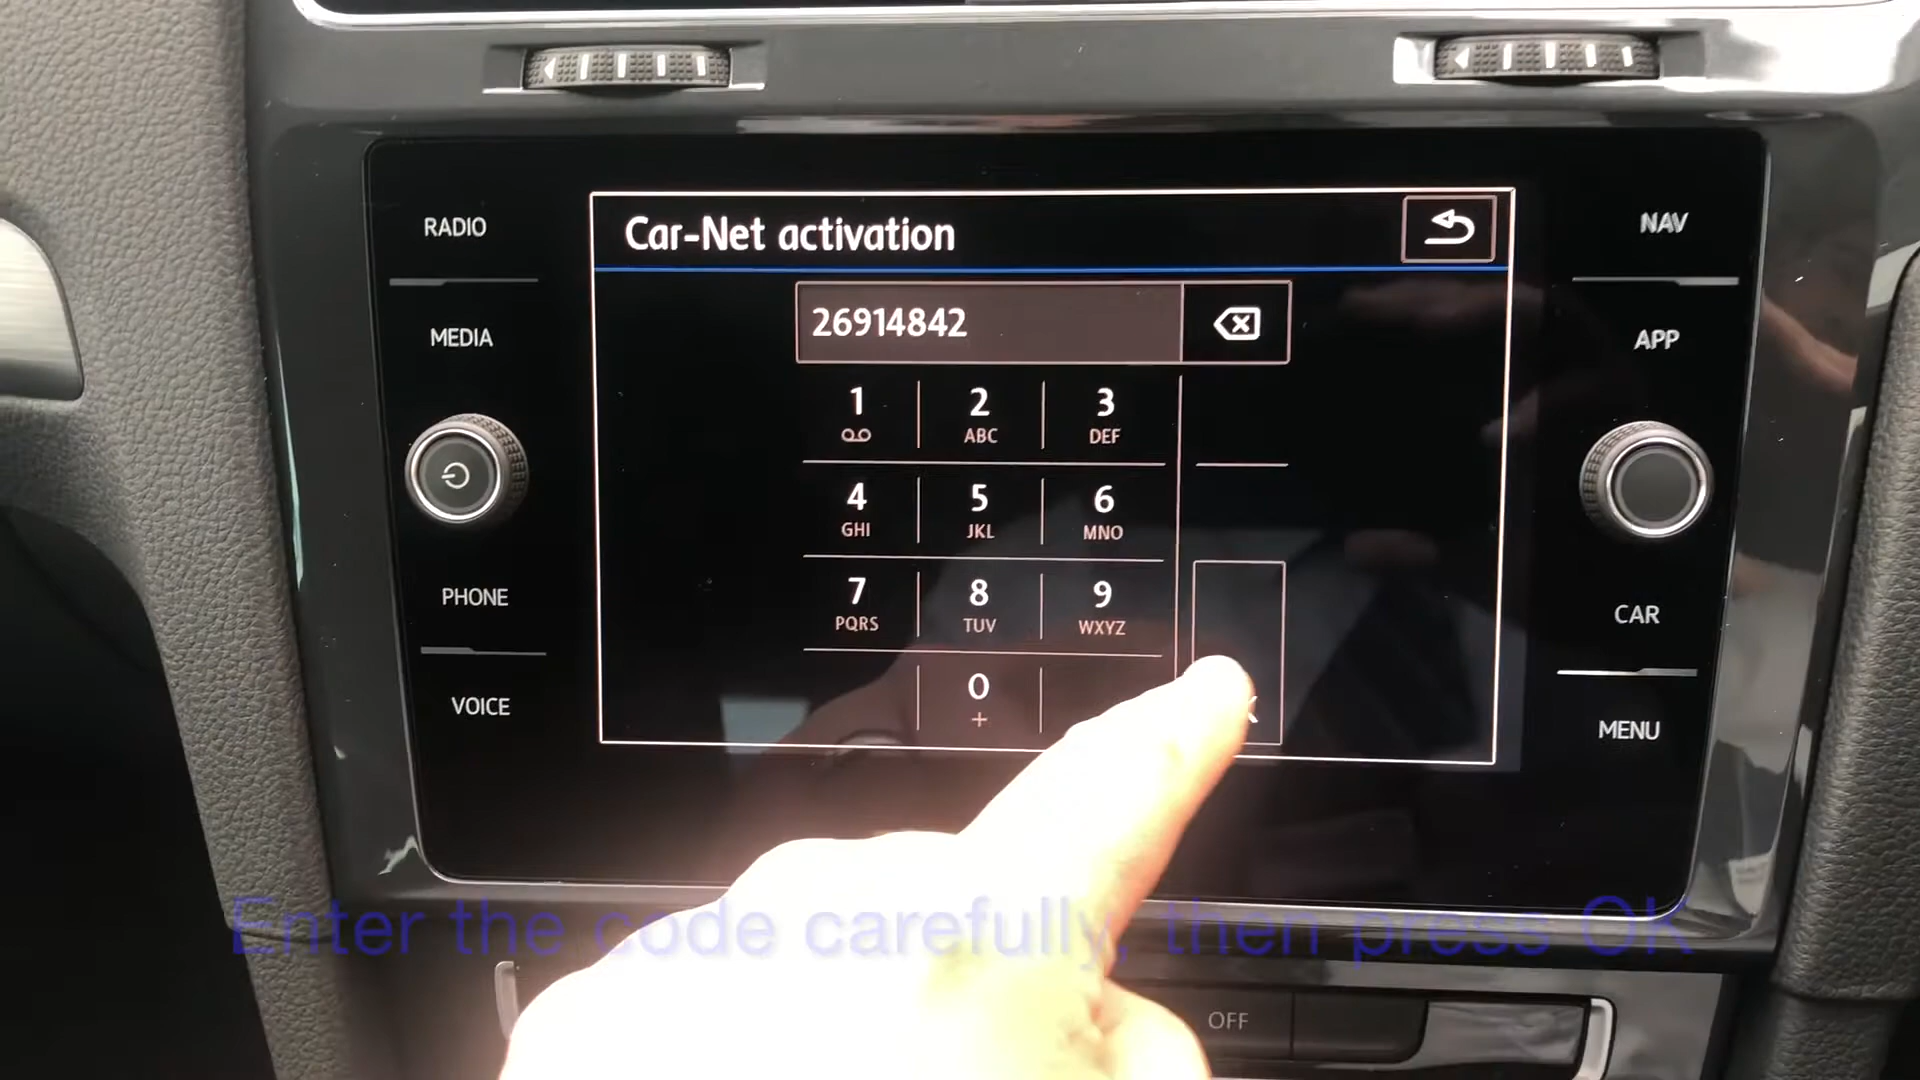 RADIO
MEDIA
PHONE
VOICE
Car-Net activation
26914842
1
2
ABC
3
DEF
4
GHI
5
JKL
6
MNO
7
PQRS
8
TUV
9
WXYZ
0
+
NAV
APP
CAR
MENU
Enter the code carefully, then press OK
OFF